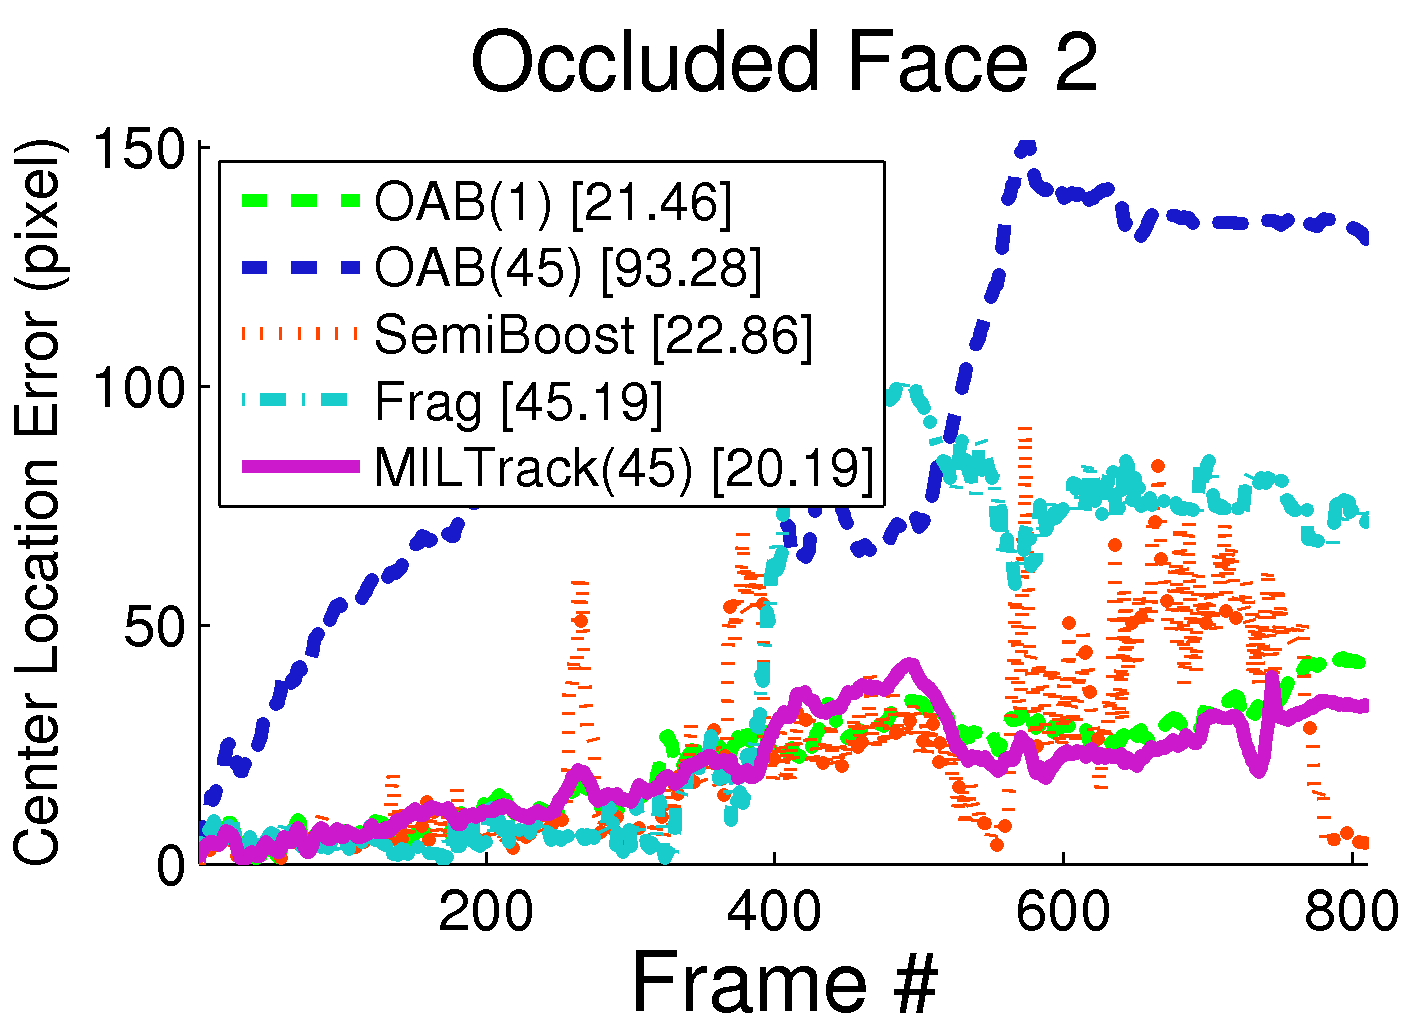 Occluded Face 2
Center Location Error (pixel)
150
100
50
0
OAB(1) [21.46]
OAB(45) [93.28]
SemiBoost [22.86]
Frag [45.19]
MILTrack(45) [20.19]
200
400
600
800
Frame #